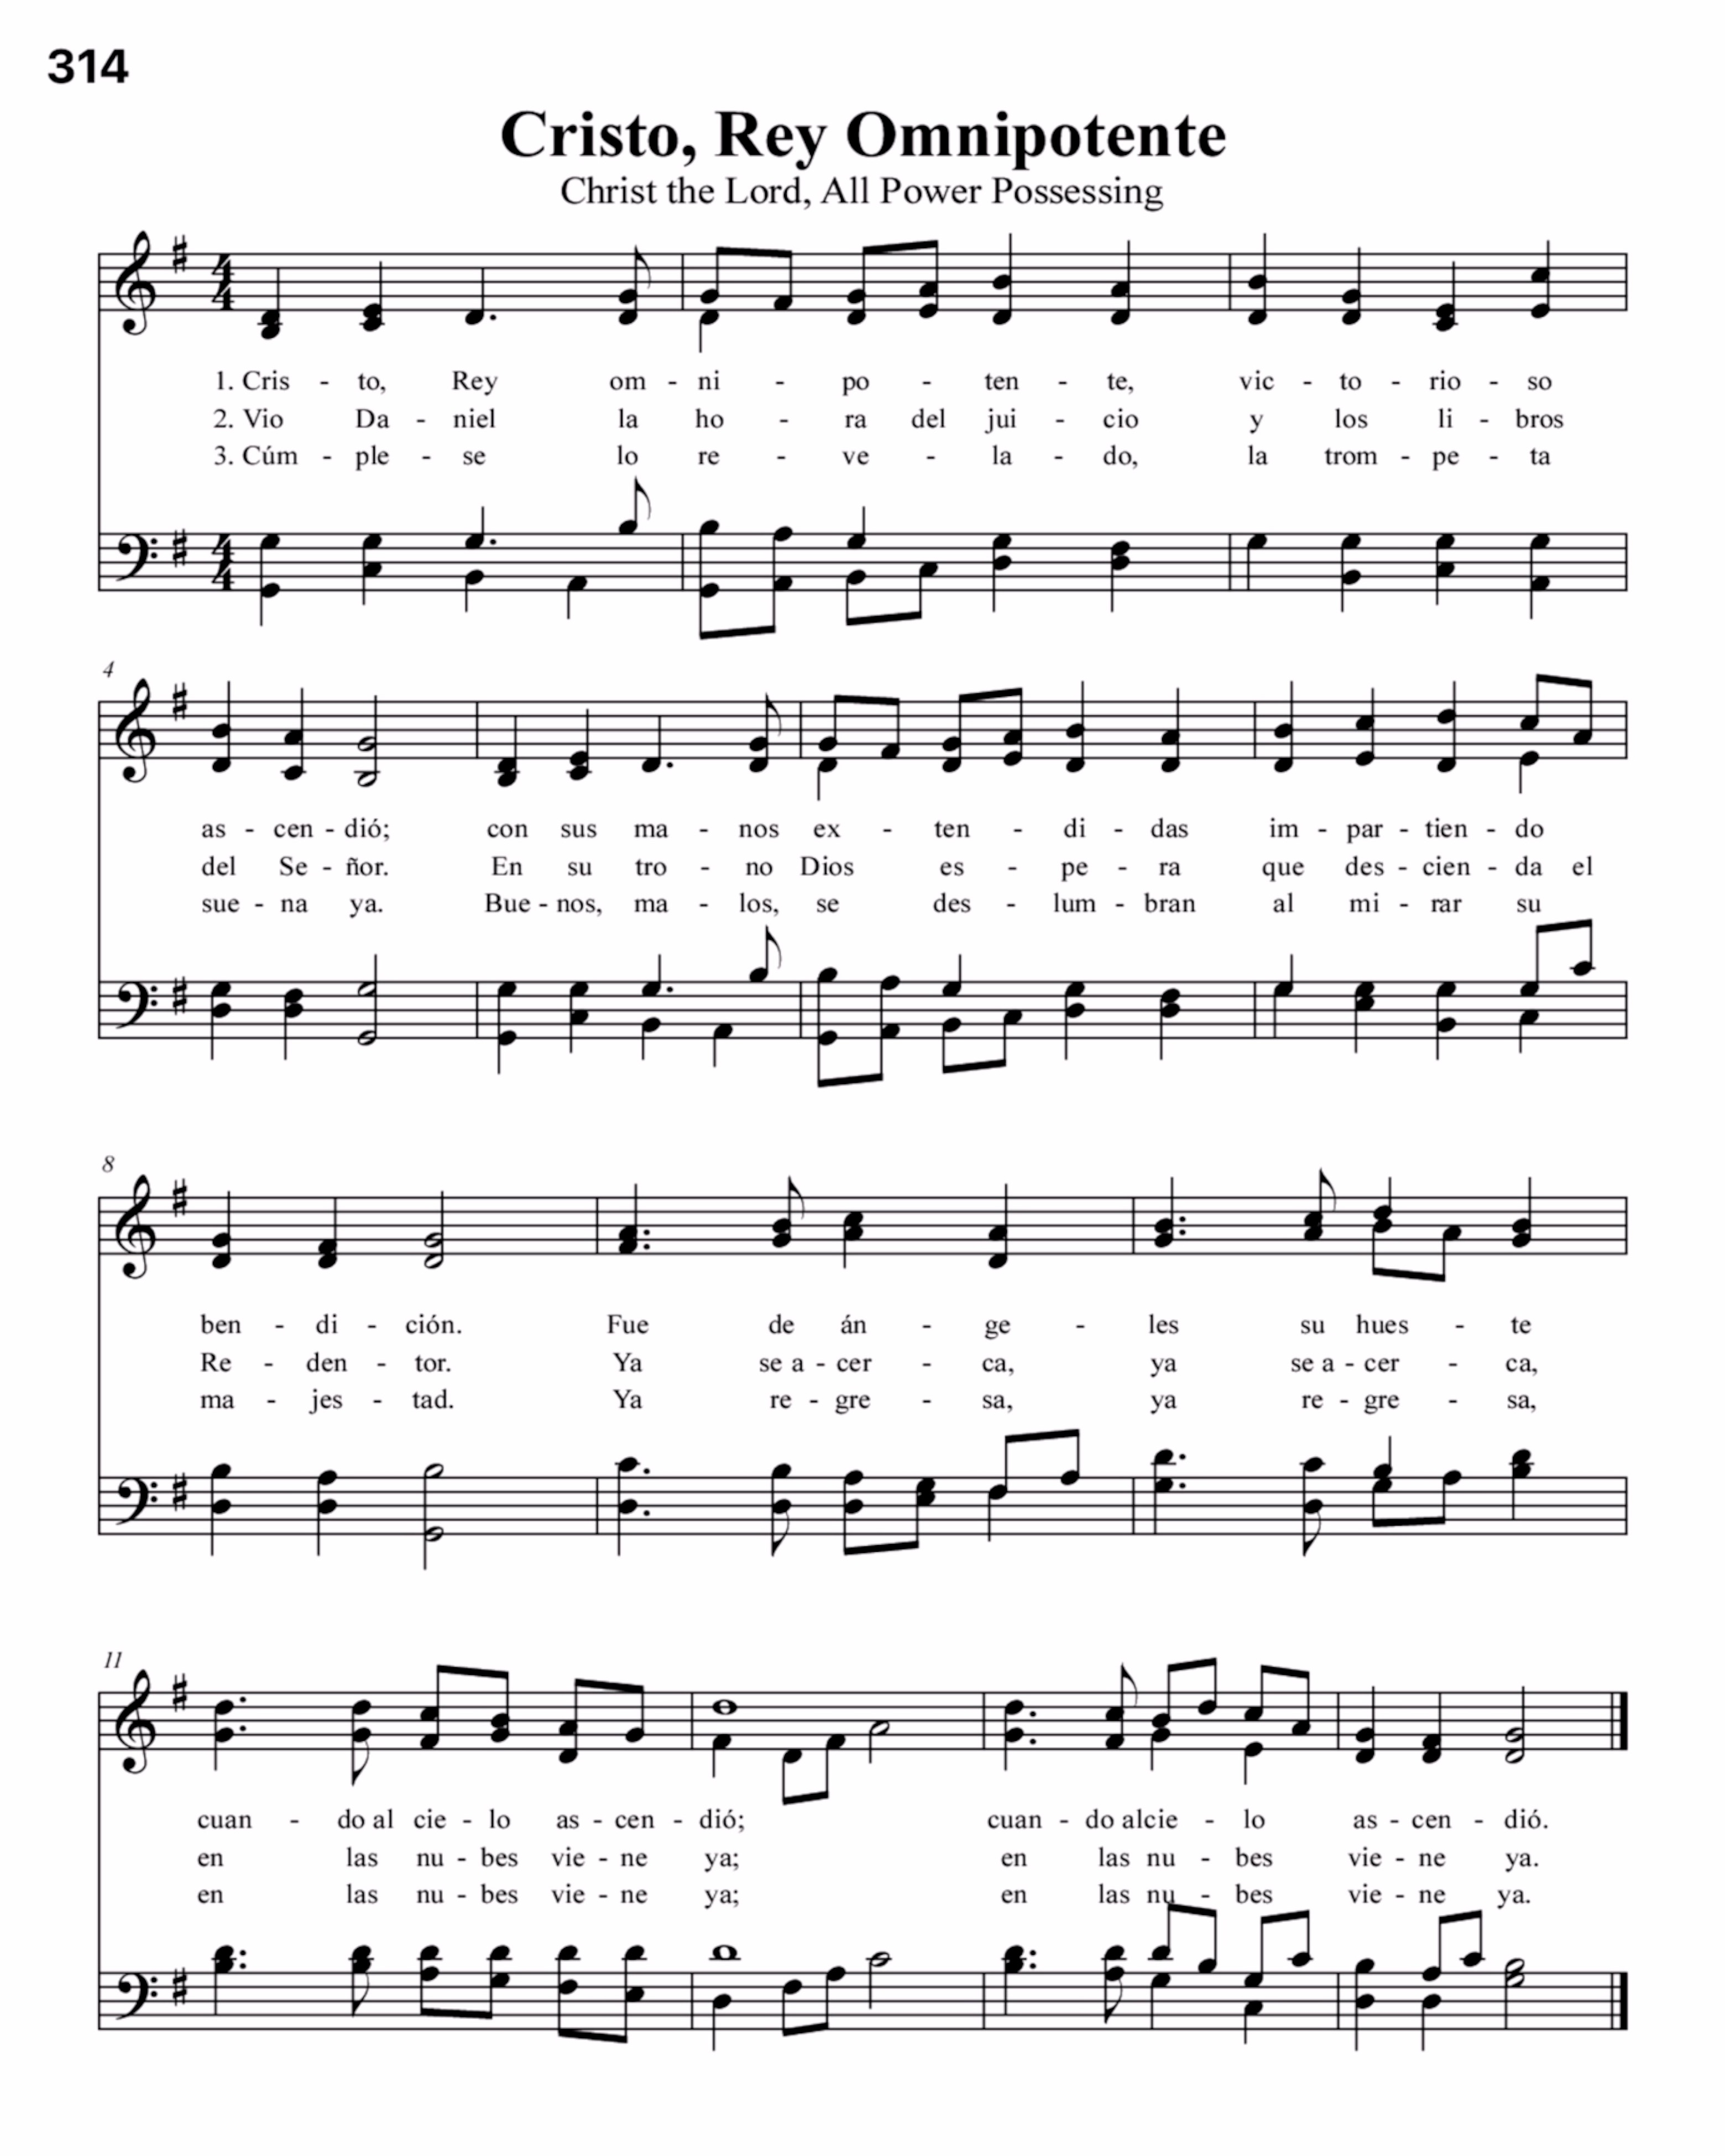 314
Cristo, Rey Omnipotente
Christ the Lord, All Power Possessing
4
4
1. Cris - to, Rey om - ni - po - ten - te, vic - to - rio - so
2. Vio Da - niel la ho - ra del jui - cio y los li - bros
3. Cúm - ple - se lo re - ve - la - do, la trom - pe - ta
4
4
4
as - cen - dió; con sus ma - nos ex - ten - di - das im - par - tien - do
del Se - ñor. En su tro - no Dios es - pe - ra que des - cien - da el
sue - na ya. Bue - nos, ma - los, se des - lum - bran al mi - rar su
8
ben - di - ción. Fue de án - ge - les su hues - te
Re - den - tor. Ya se a - cer - ca, ya se a - cer - ca,
ma - jes - tad. Ya re - gre - sa, ya re - gre - sa,
11
cuan - do al cie - lo as - cen - dió; cuan - do alcie - lo as - cen - dió.
en las nu - bes vie - ne ya; en las nu - bes vie - ne ya.
en las nu - bes vie - ne ya; en las nu - bes vie - ne ya.